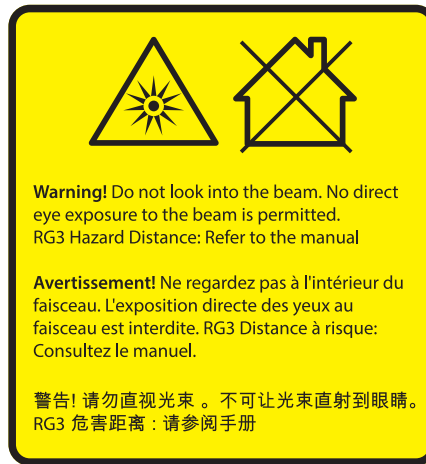 Warning! Do not look into the beam. No direct
eye exposure to the beam is permitted.
RG3 Hazard Distance: Refer to the manual
Avertissement! Ne regardez pas à l'intérieur du
faisceau. L'exposition directe des yeux au
faisceau est interdite. RG3 Distance à risque:
Consultez le manuel.
警告! 请勿直视光束 。不可让光束直射到眼睛。
RG3 危害距离 : 请参阅手册